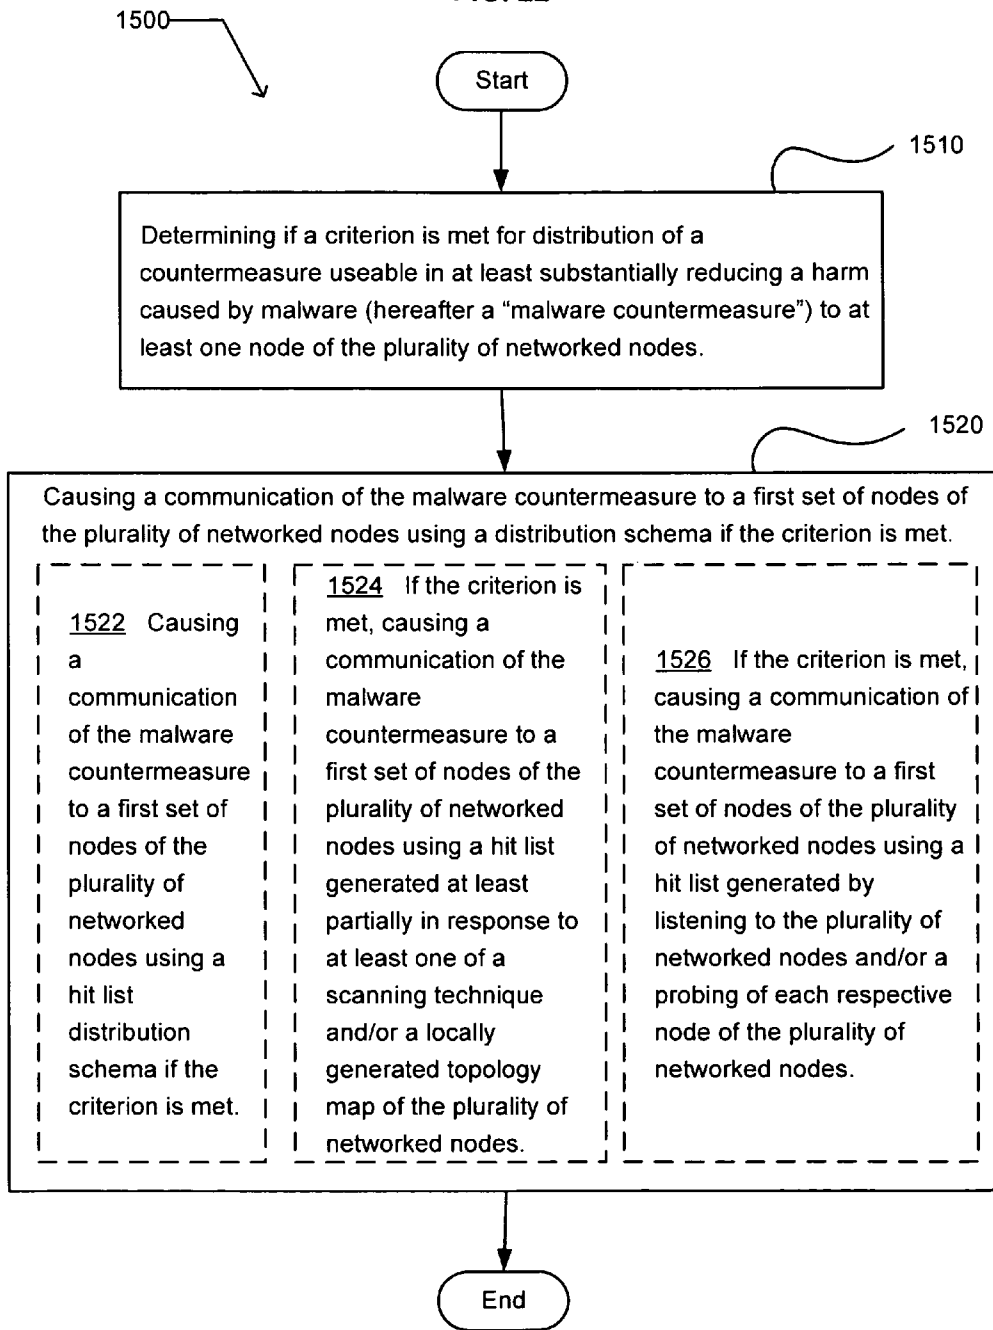 1500
Start
1510
Determining if a criterion is met for distribution of a
countermeasure useable in at least substantially reducing a harm
caused by malware (hereafter a “malware countermeasure”) to at
least one node of the plurality of networked nodes.
1520
Causing a communication of the malware countermeasure to a first set of nodes of
the plurality of networked nodes using a distribution schema if the criterion is met.
1522 Causing
a
communication
of the malware
countermeasure
to a first set of
nodes of the
plurality of
networked
nodes using a
hit list
distribution
schema if the
criterion is met.
1524 If the criterion is
met, causing a
communication of the
malware
countermeasure to a
first set of nodes of the
plurality of networked
nodes using a hit list
generated at least
partially in response to
at least one of a
scanning technique
and/or a locally
generated topology
map of the plurality of
networked nodes.
1526 If the criterion is met,
causing a communication of
the malware
countermeasure to a first
set of nodes of the plurality
of networked nodes using a
hit list generated by
listening to the plurality of
networked nodes and/or a
probing of each respective
node of the plurality of
networked nodes.
End